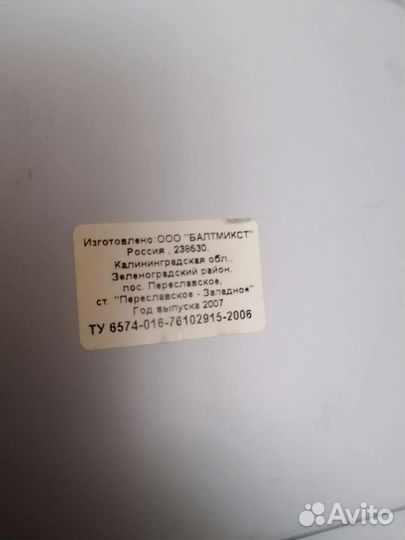 Изготовлено:ООО "БАЛТМИКСТ"
Россия , 238530.
Калининградская обл.,
Зеленоградский район,
пос. Переславское,
ст. "Переславское - Западное"
Год выпуска 2007
ТУ 6574-016-76102915-2006
Avito